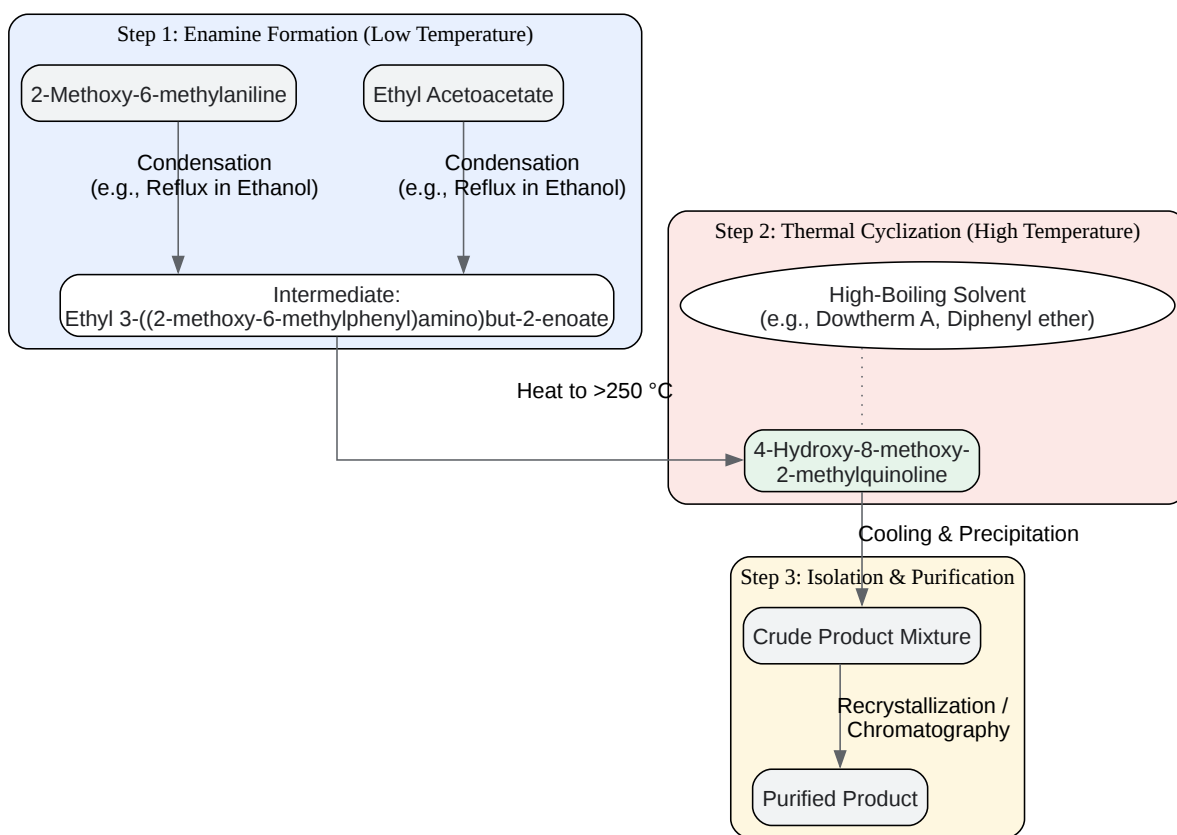 Step 1: Enamine Formation (Low Temperature)
2-Methoxy-6-methylaniline
Ethyl Acetoacetate
Condensation
(e.g., Reflux in Ethanol)
Condensation
(e.g., Reflux in Ethanol)
Intermediate:
Ethyl 3-((2-methoxy-6-methylphenyl)amino)but-2-enoate
Step 2: Thermal Cyclization (High Temperature)
High-Boiling Solvent
(e.g., Dowtherm A, Diphenyl ether)
Heat to >250 °C
4-Hydroxy-8-methoxy-
2-methylquinoline
Cooling & Precipitation
Step 3: Isolation & Purification
Crude Product Mixture
Recrystallization /
Chromatography
Purified Product